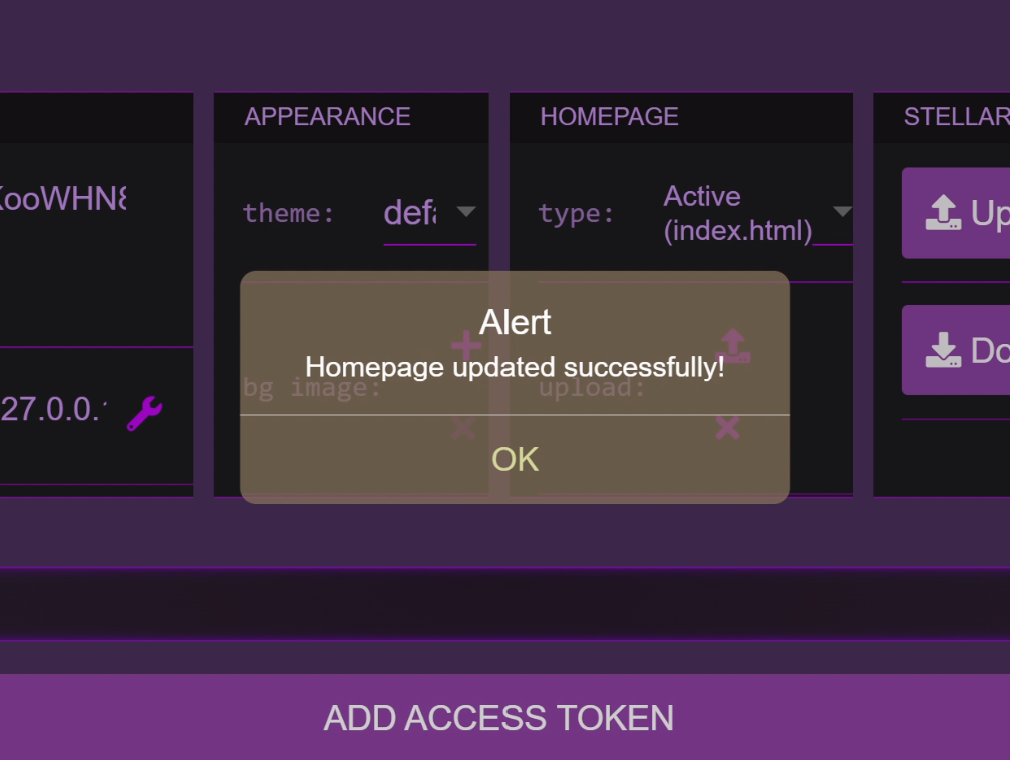 APPEARANCE
HOMEPAGE
STELLAR
KooWHN8
theme:
defa
type:
Active
(index.html)
Up
Alert
Homepage updated successfully!
bg image:
upload:
Do
27.0.0.1
OK
ADD ACCESS TOKEN